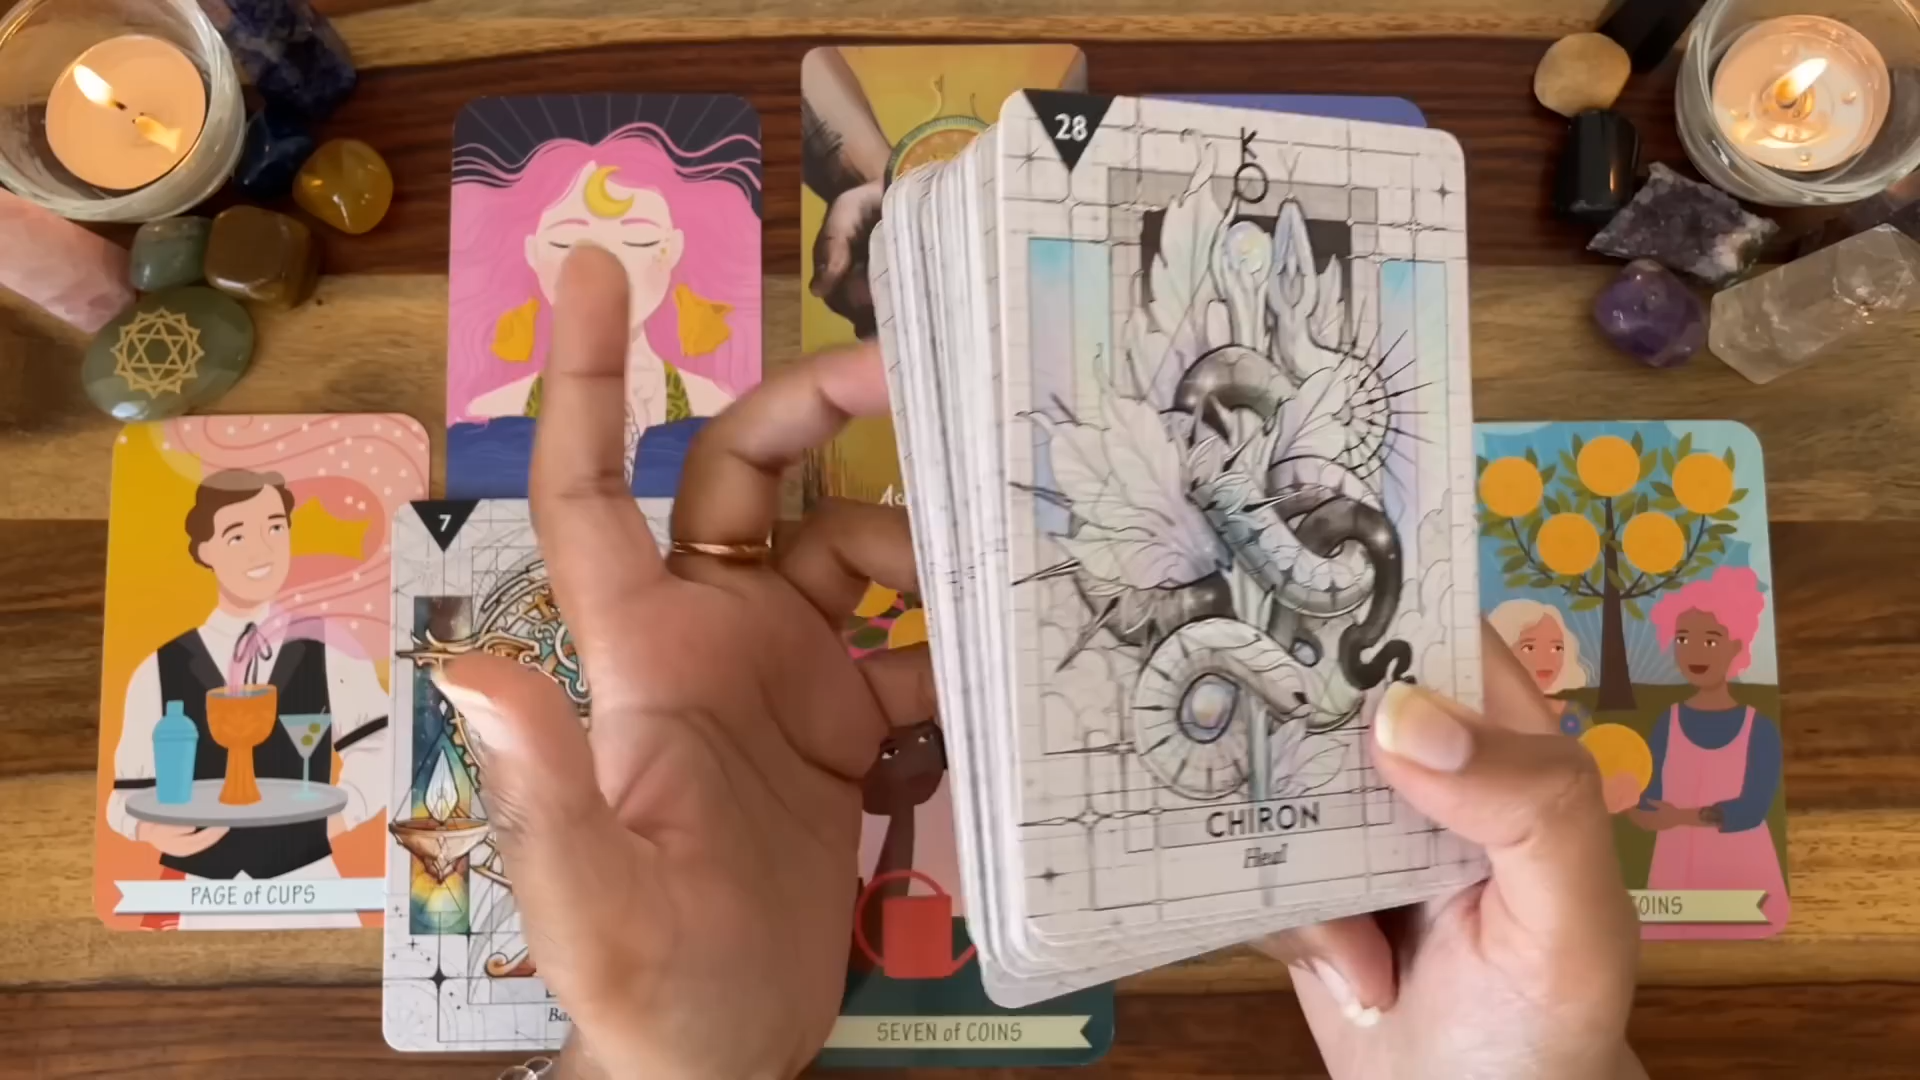 28
CHIRON
Heal
7
PAGE of CUPS
OINS
SEVEN of COINS